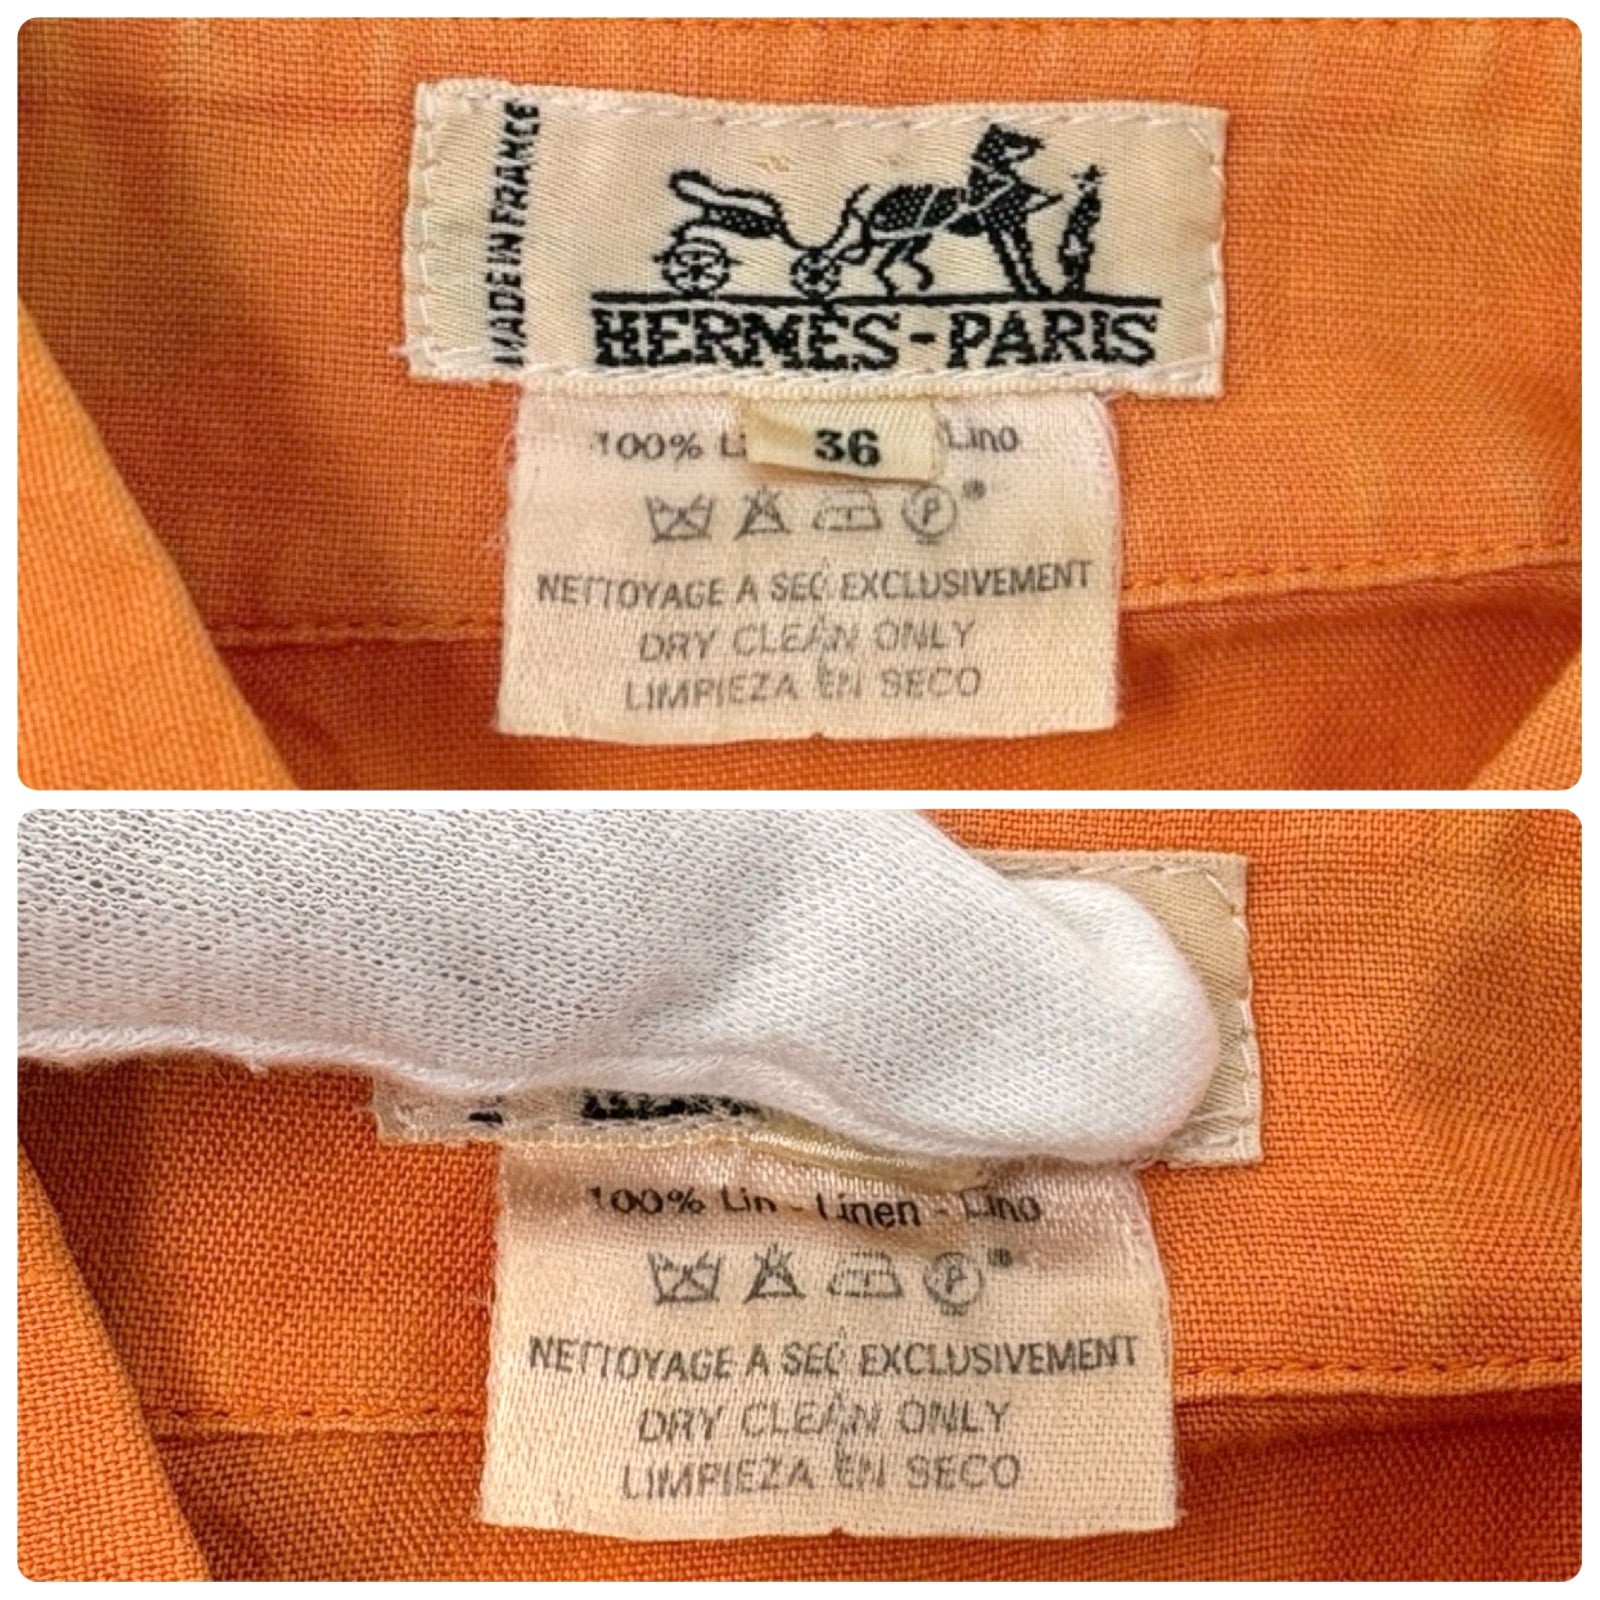 MADE IN FRANCE
HERMÈS-PARIS
36
100% Li Lino
P
NETTOYAGE A SEC EXCLUSIVEMENT
DRY CLEAN ONLY
LIMPIEZA EN SECO
100% Lin - Linen - Lino
P
NETTOYAGE A SEC EXCLUSIVEMENT
DRY CLEAN ONLY
LIMPIEZA EN SECO